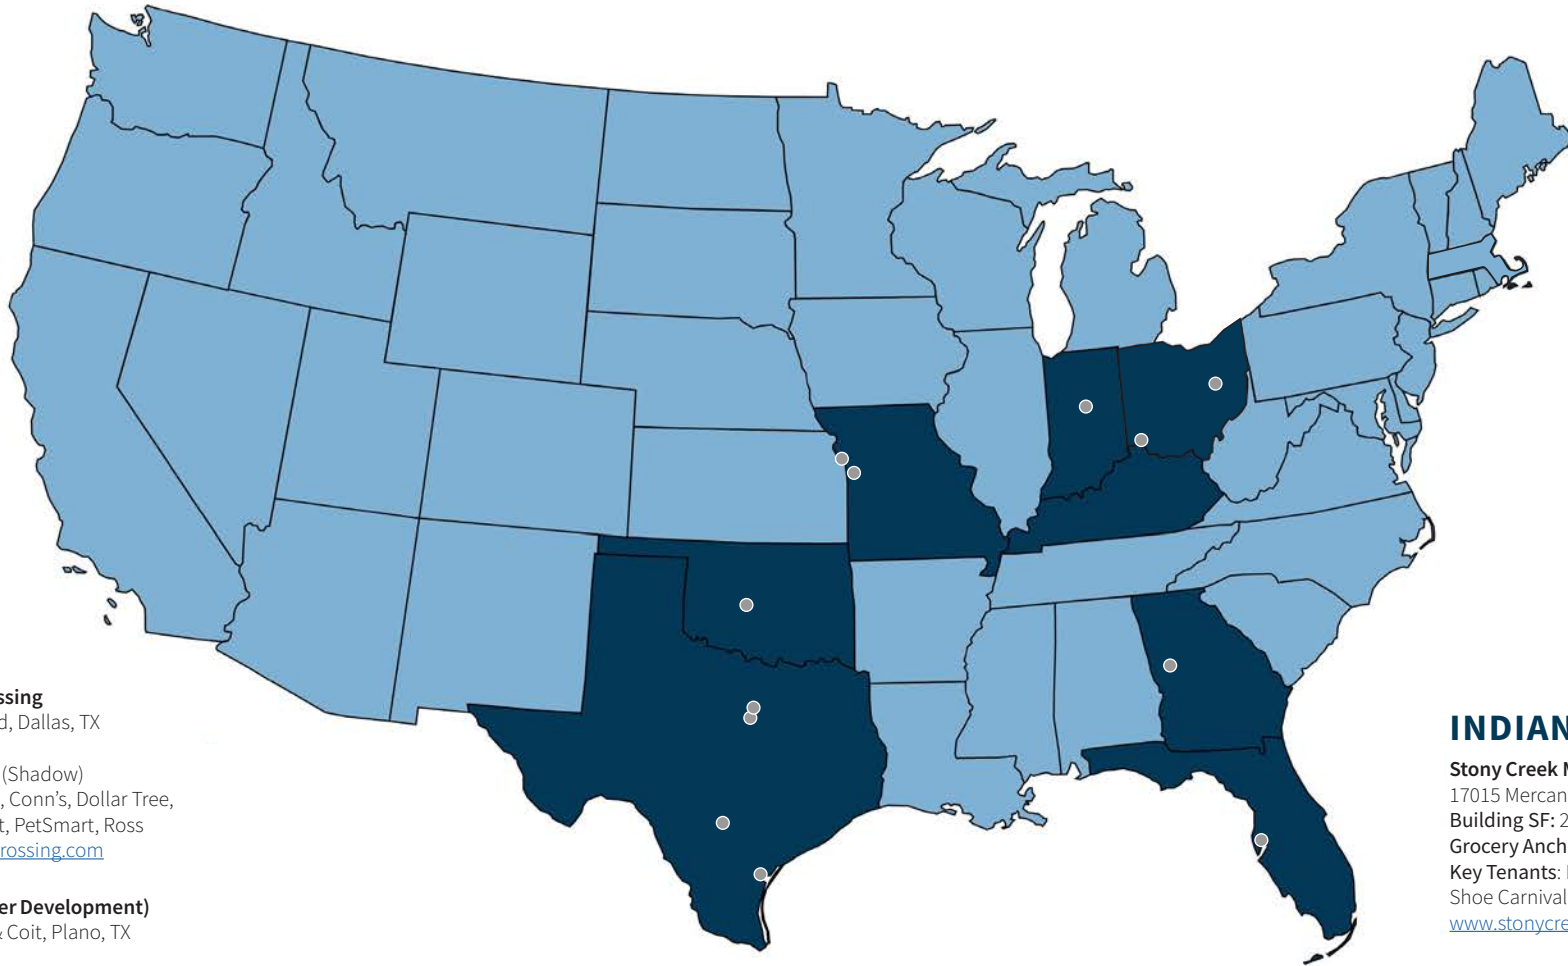 ssing
d, Dallas, TX
(Shadow)
, Conn’s, Dollar Tree,
t, PetSmart, Ross
rossing.com
er Development)
& Coit, Plano, TX
INDIAN
Stony Creek M
17015 Mercan
Building SF: 2
Grocery Anch
Key Tenants:
Shoe Carnival
www.stonycre